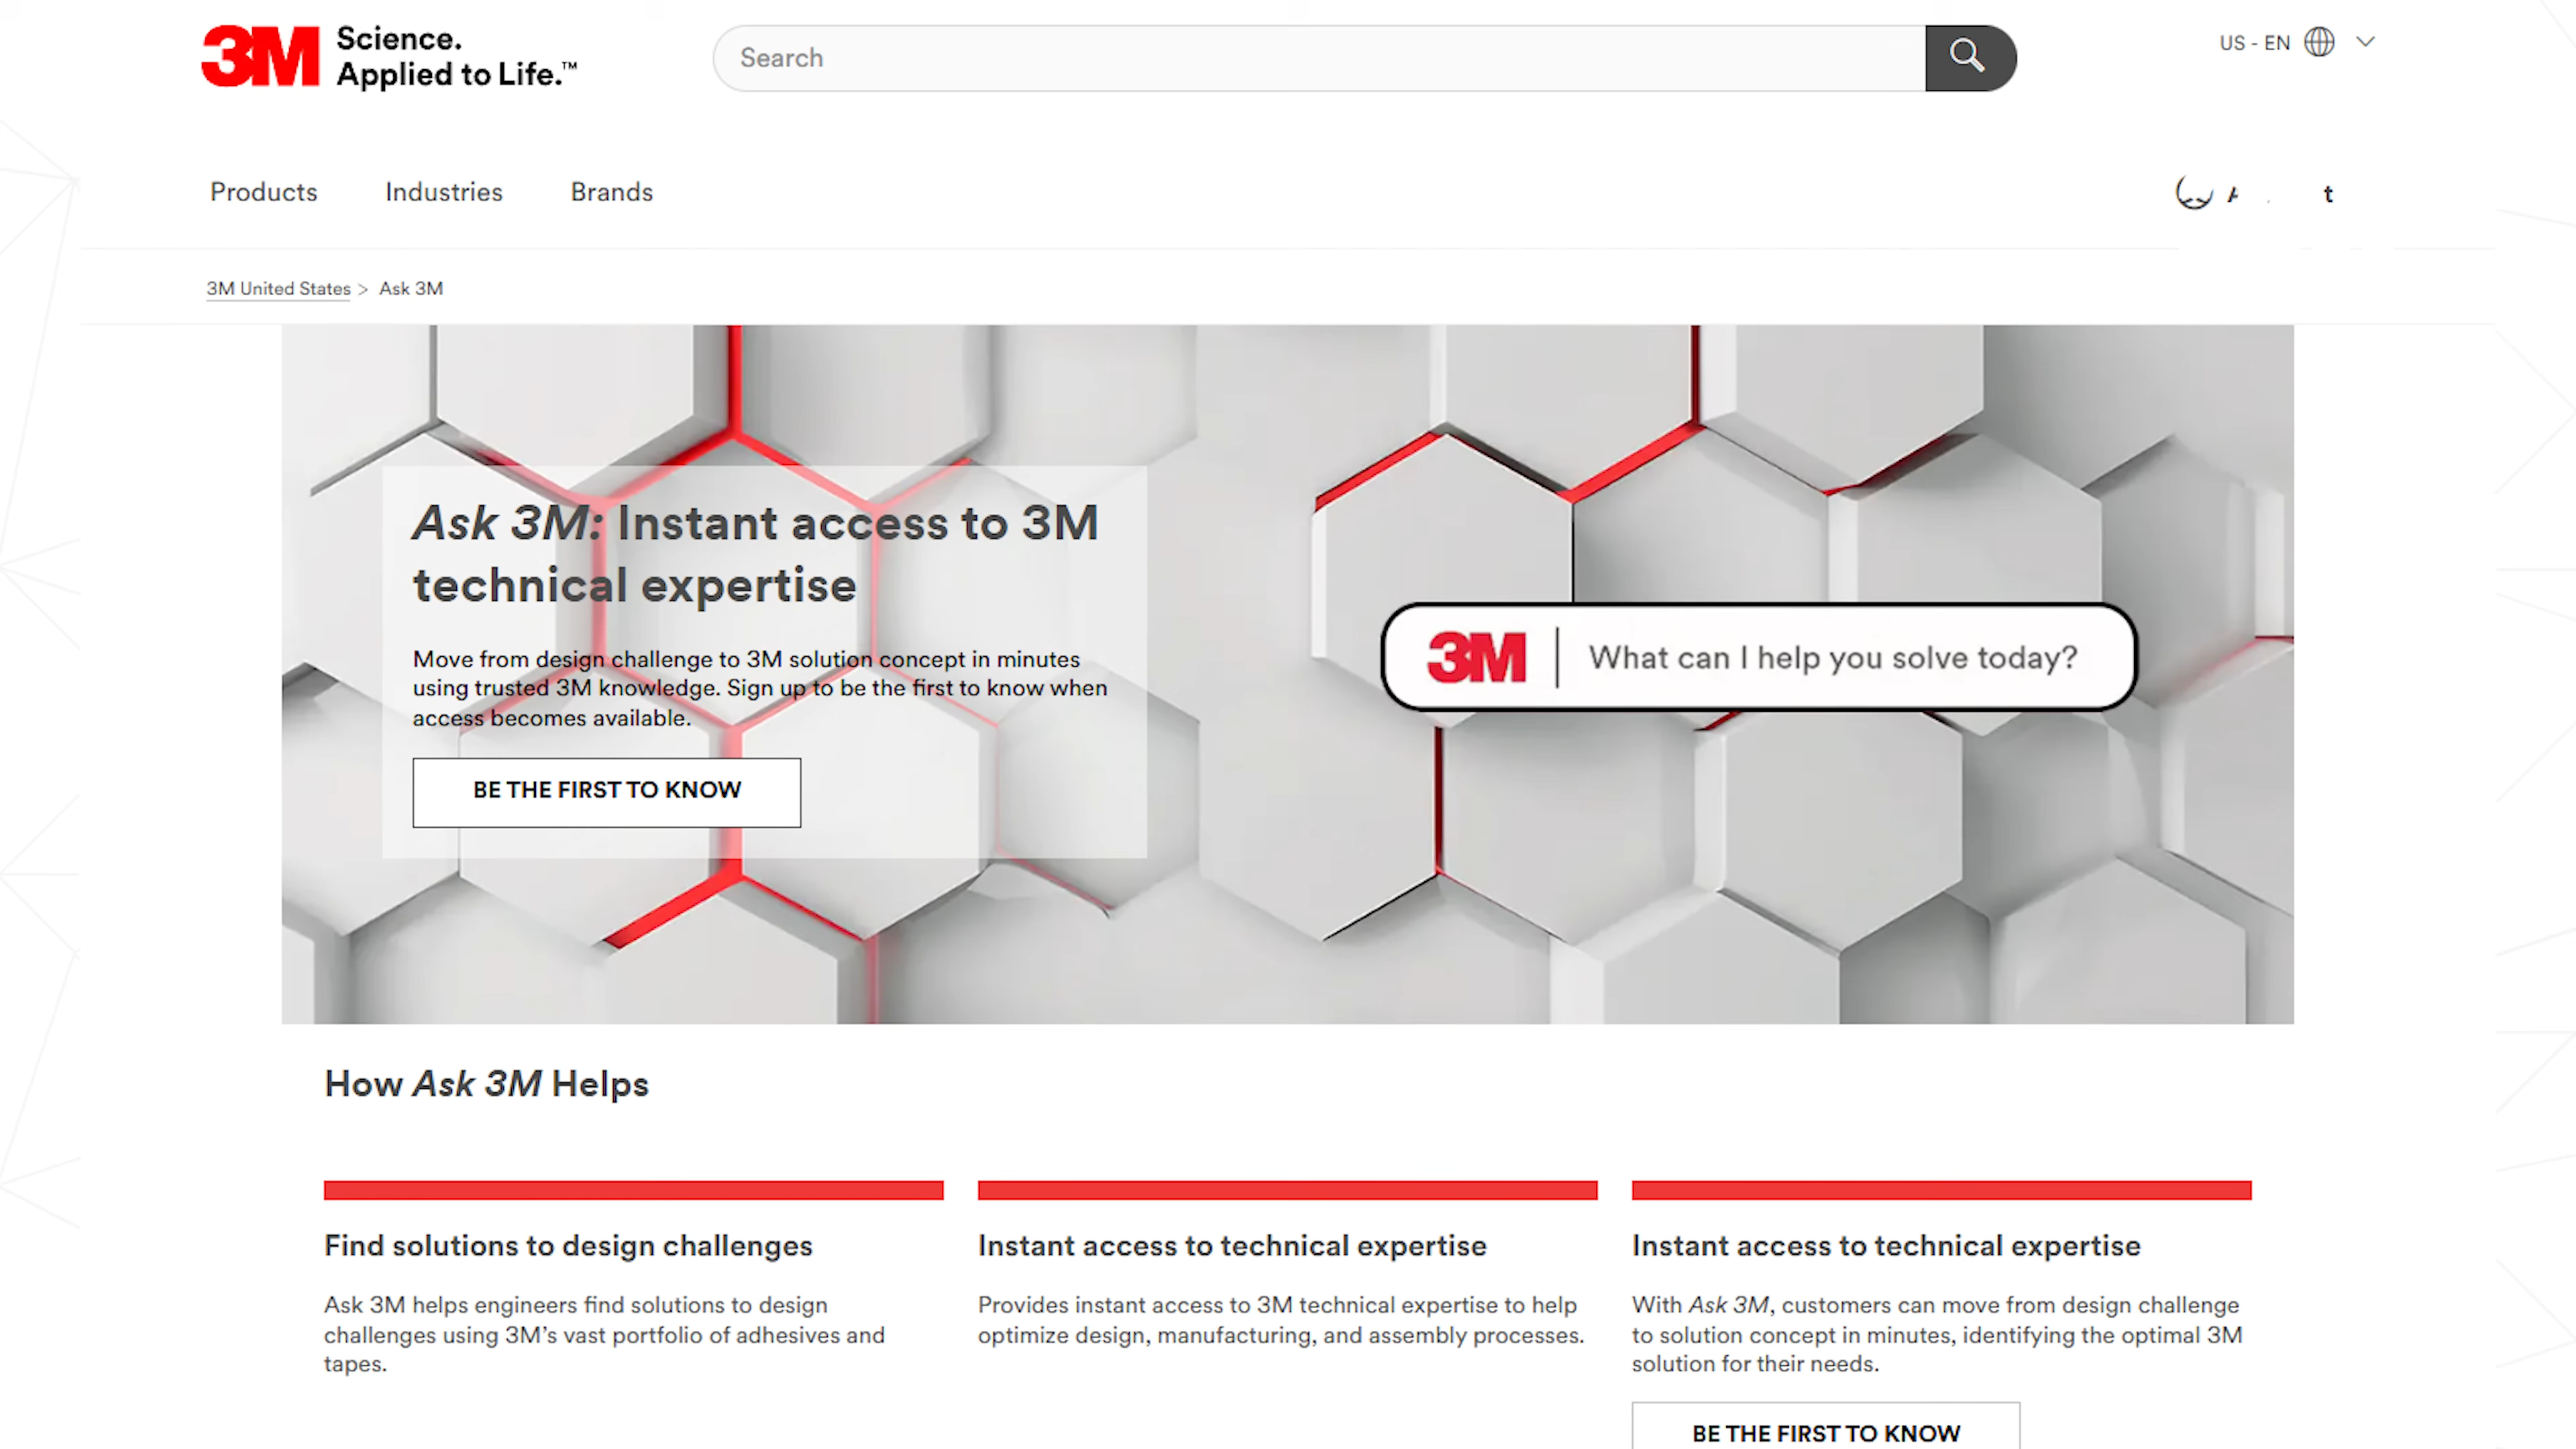 3M Science.
Applied to Life.™
Search
US - EN
Products Industries Brands
3M United States > Ask 3M
Ask 3M: Instant access to 3M
technical expertise
Move from design challenge to 3M solution concept in minutes
using trusted 3M knowledge. Sign up to be the first to know when
access becomes available.
BE THE FIRST TO KNOW
3M | What can I help you solve today?
How Ask 3M Helps
Find solutions to design challenges
Ask 3M helps engineers find solutions to design
challenges using 3M's vast portfolio of adhesives and
tapes.
Instant access to technical expertise
Provides instant access to 3M technical expertise to help
optimize design, manufacturing, and assembly processes.
Instant access to technical expertise
With Ask 3M, customers can move from design challenge
to solution concept in minutes, identifying the optimal 3M
solution for their needs.
BE THE FIRST TO KNOW